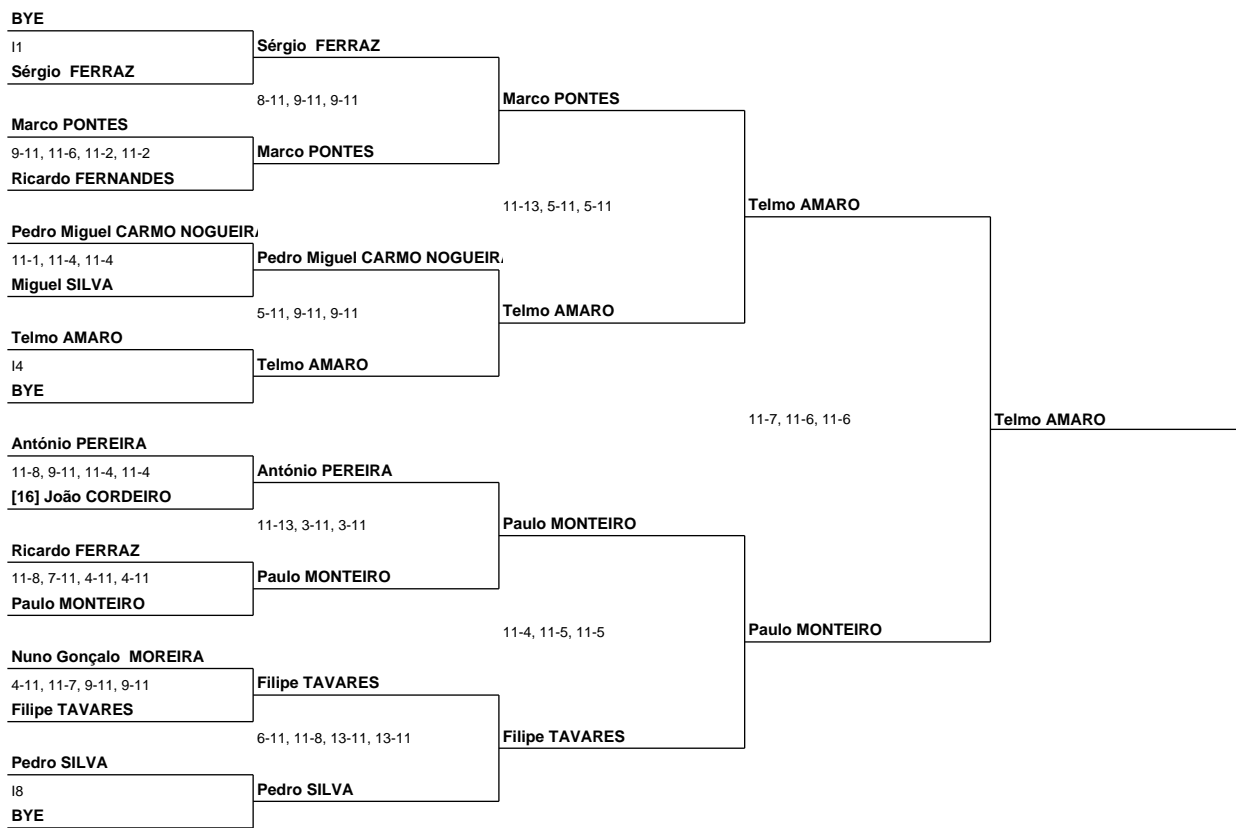 BYE
I1
Sérgio  FERRAZ
Marco PONTES
9-11, 11-6, 11-2, 11-2
Ricardo FERNANDES
Pedro Miguel CARMO NOGUEIRA
11-1, 11-4, 11-4
Miguel SILVA
Telmo AMARO
I4
BYE
António PEREIRA
11-8, 9-11, 11-4, 11-4
[16] João CORDEIRO
Ricardo FERRAZ
11-8, 7-11, 4-11, 4-11
Paulo MONTEIRO
Nuno Gonçalo  MOREIRA
4-11, 11-7, 9-11, 9-11
Filipe TAVARES
Pedro SILVA
I8
BYE
Sérgio  FERRAZ
8-11, 9-11, 9-11
Marco PONTES
Pedro Miguel CARMO NOGUEIRA
5-11, 9-11, 9-11
Telmo AMARO
António PEREIRA
11-13, 3-11, 3-11
Paulo MONTEIRO
Filipe TAVARES
6-11, 11-8, 13-11, 13-11
Pedro SILVA
Marco PONTES
11-13, 5-11, 5-11
Telmo AMARO
Paulo MONTEIRO
11-4, 11-5, 11-5
Filipe TAVARES
Telmo AMARO
11-7, 11-6, 11-6
Paulo MONTEIRO
Telmo AMARO